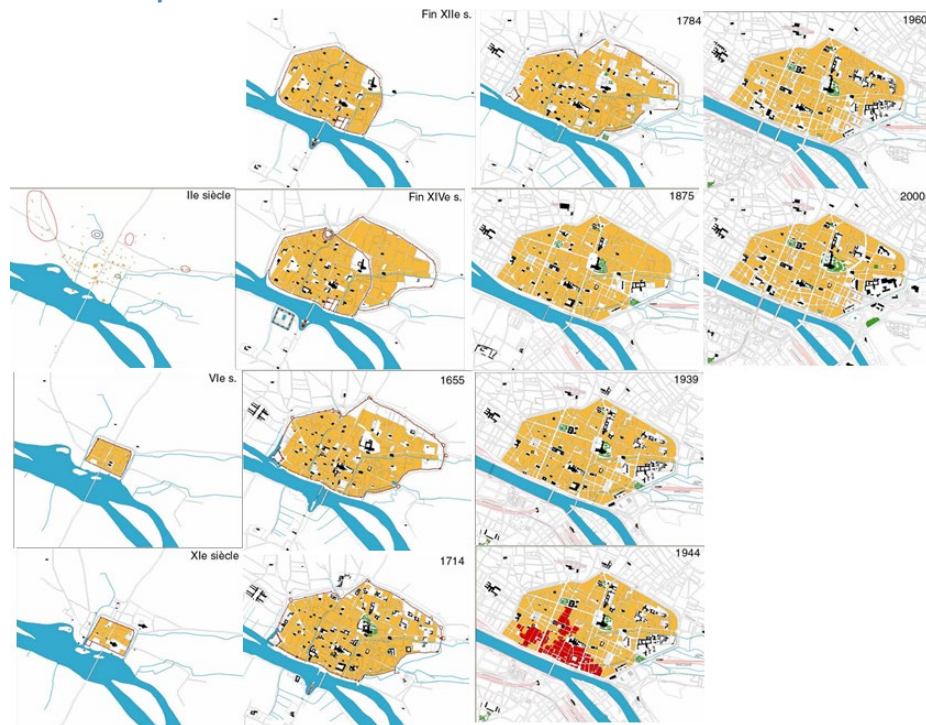 Fin XIIe s.
1784
1960
IIe siècle
Fin XIVe s.
1875
2000
VIe s.
1655
1939
XIe siècle
1714
1944